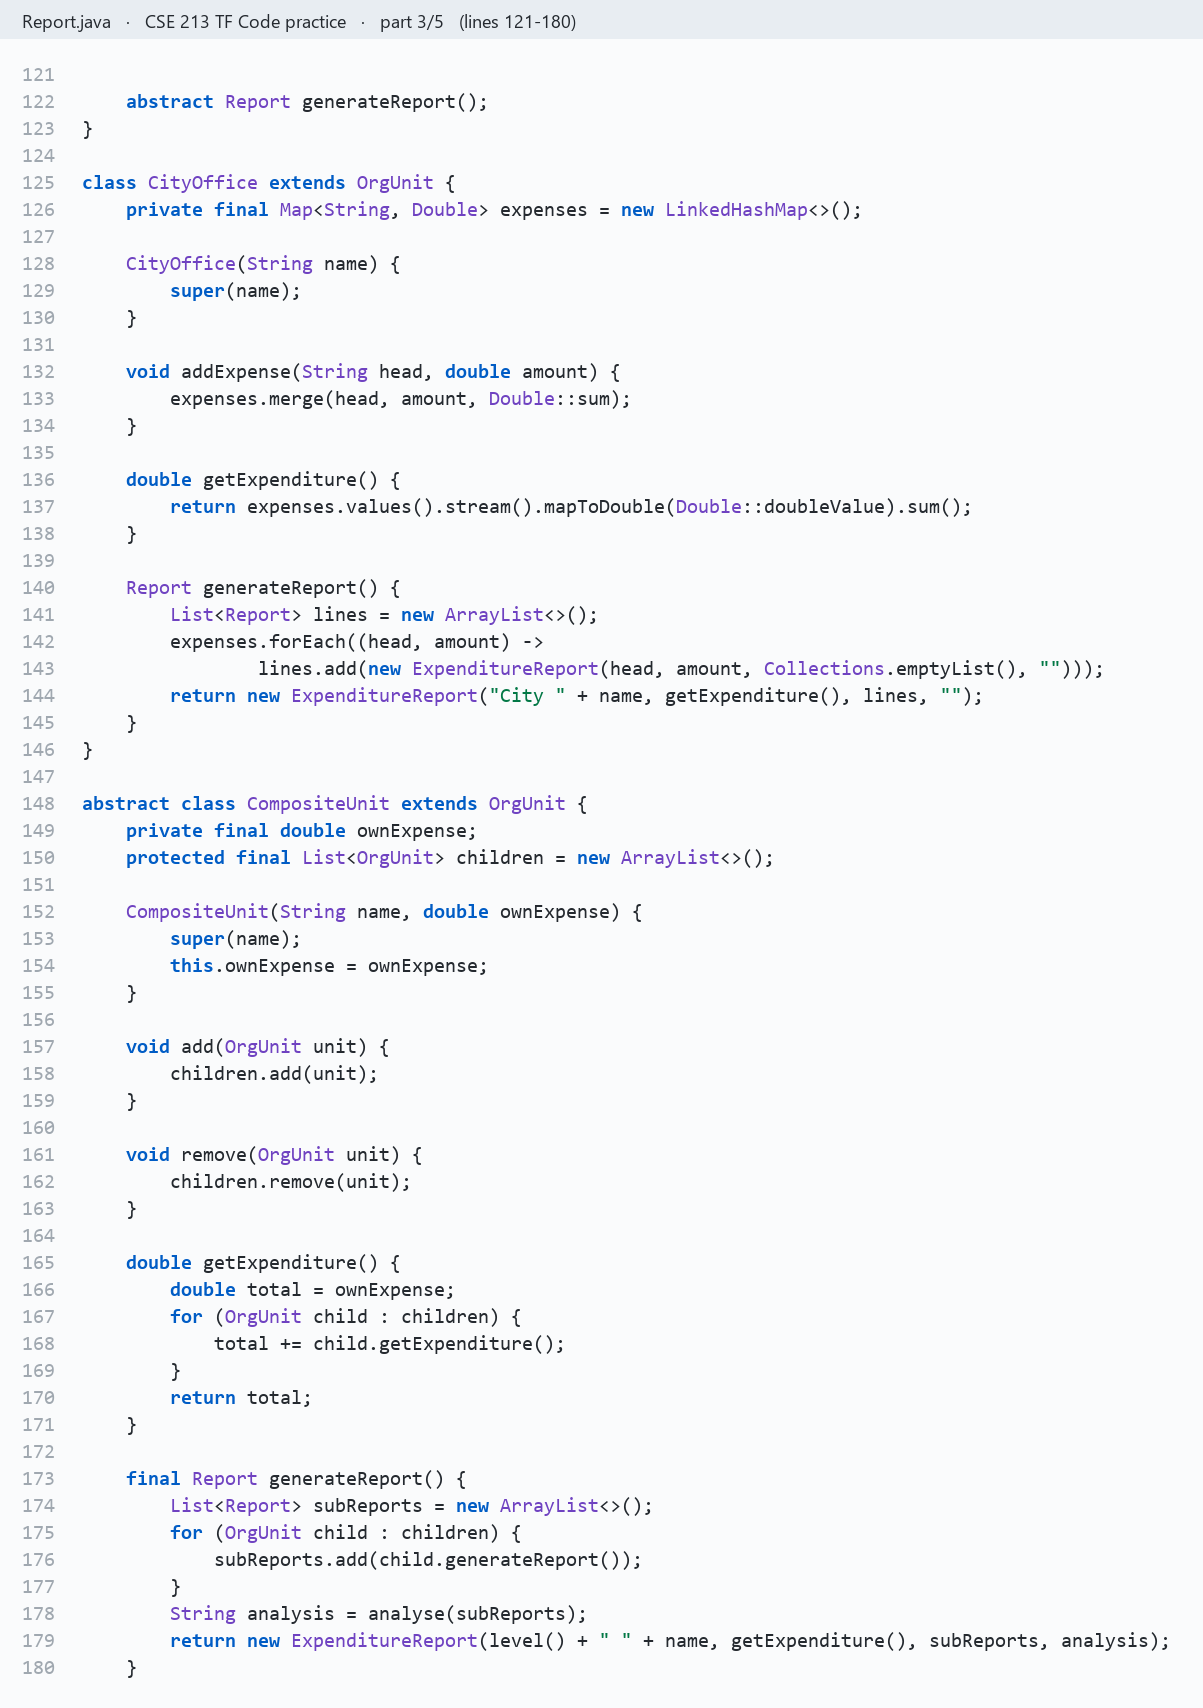 Report.java · CSE 213 TF Code practice · part 3/5 (lines 121-180)
121
122     abstract Report generateReport();
123 }
124
125 class CityOffice extends OrgUnit {
126     private final Map<String, Double> expenses = new LinkedHashMap<>();
127
128     CityOffice(String name) {
129         super(name);
130     }
131
132     void addExpense(String head, double amount) {
133         expenses.merge(head, amount, Double::sum);
134     }
135
136     double getExpenditure() {
137         return expenses.values().stream().mapToDouble(Double::doubleValue).sum();
138     }
139
140     Report generateReport() {
141         List<Report> lines = new ArrayList<>();
142         expenses.forEach((head, amount) ->
143                 lines.add(new ExpenditureReport(head, amount, Collections.emptyList(), "")));
144         return new ExpenditureReport("City " + name, getExpenditure(), lines, "");
145     }
146 }
147
148 abstract class CompositeUnit extends OrgUnit {
149     private final double ownExpense;
150     protected final List<OrgUnit> children = new ArrayList<>();
151
152     CompositeUnit(String name, double ownExpense) {
153         super(name);
154         this.ownExpense = ownExpense;
155     }
156
157     void add(OrgUnit unit) {
158         children.add(unit);
159     }
160
161     void remove(OrgUnit unit) {
162         children.remove(unit);
163     }
164
165     double getExpenditure() {
166         double total = ownExpense;
167         for (OrgUnit child : children) {
168             total += child.getExpenditure();
169         }
170         return total;
171     }
172
173     final Report generateReport() {
174         List<Report> subReports = new ArrayList<>();
175         for (OrgUnit child : children) {
176             subReports.add(child.generateReport());
177         }
178         String analysis = analyse(subReports);
179         return new ExpenditureReport(level() + " " + name, getExpenditure(), subReports, analysis);
180     }